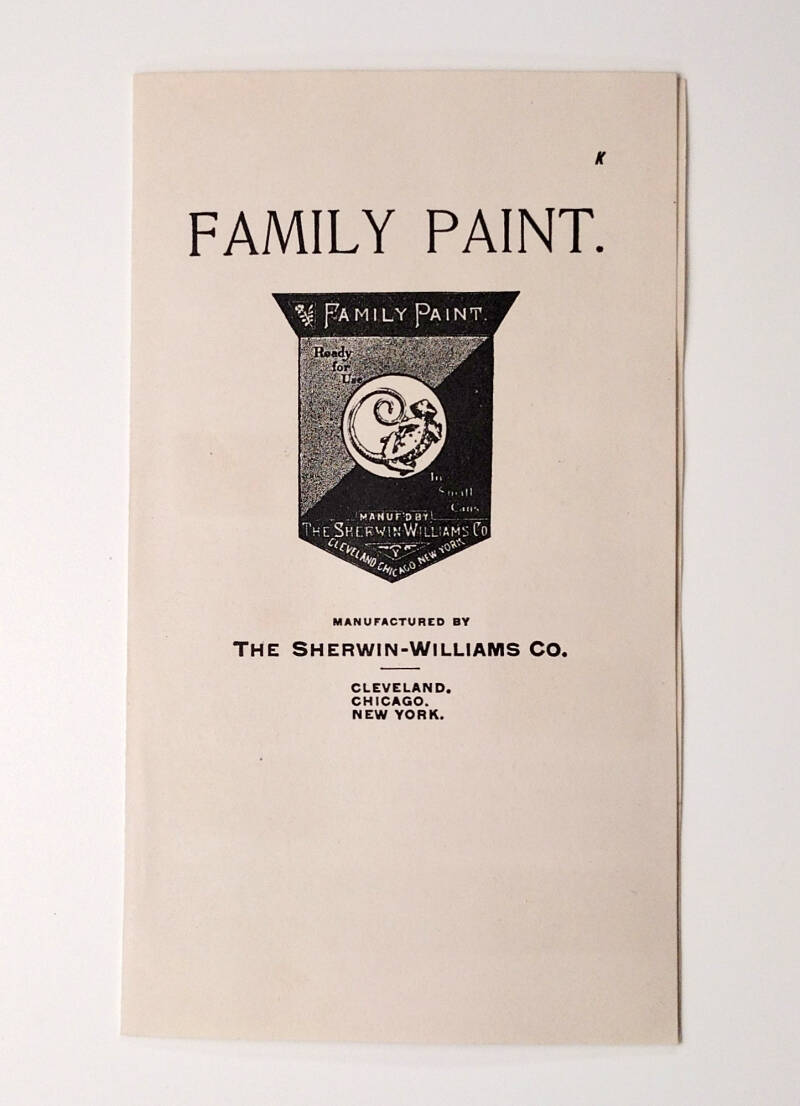 K
FAMILY PAINT.
FAMILY PAINT.
Ready
for
Use
In
Small
Cans
MANUF'D BY
THE SHERWIN-WILLIAMS CO
CLEVELAND CHICAGO NEW YORK
MANUFACTURED BY
THE SHERWIN-WILLIAMS CO.
CLEVELAND.
CHICAGO.
NEW YORK.